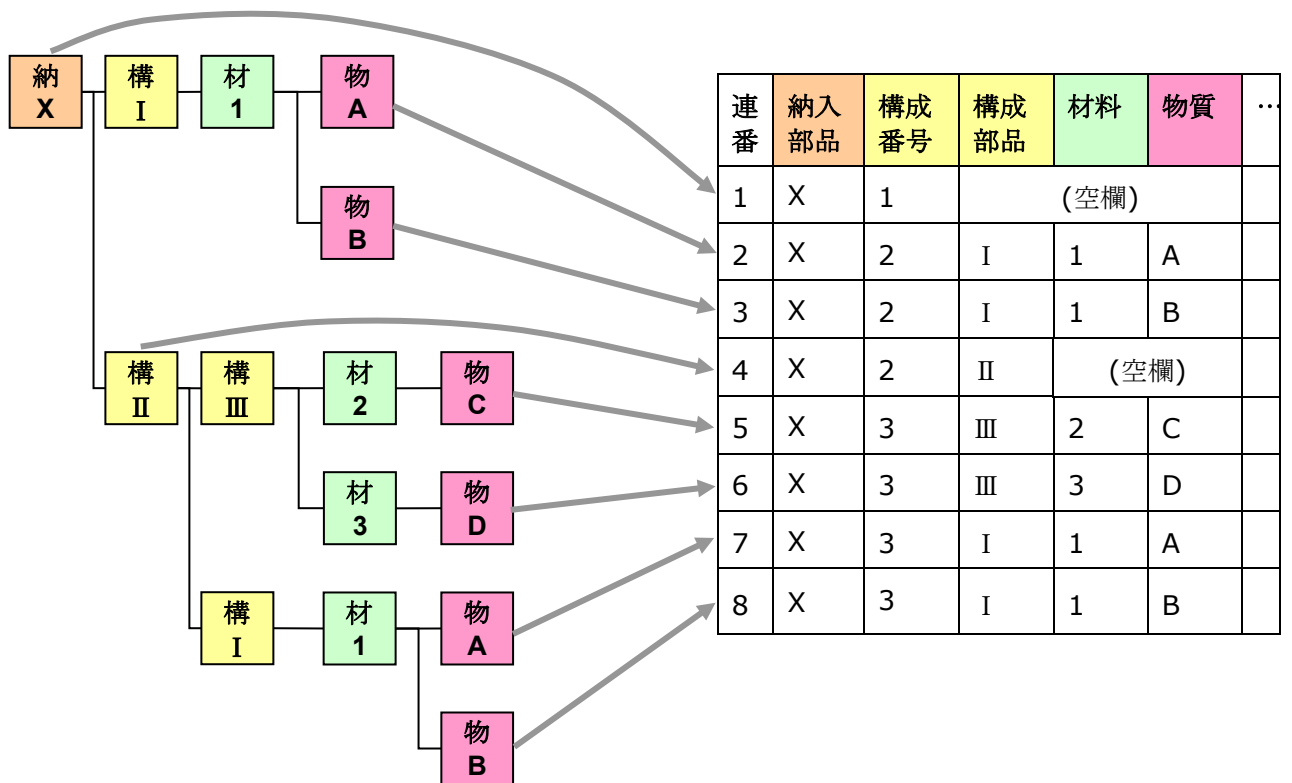 納
X
構
Ⅰ
材
1
物
A
物
B
構
Ⅱ
構
Ⅲ
材
2
物
C
材
3
物
D
構
Ⅰ
材
1
物
A
物
B
連番 納入部品 構成番号 構成部品 材料 物質 …
1 X 1 (空欄)
2 X 2 Ⅰ 1 A
3 X 2 Ⅰ 1 B
4 X 2 Ⅱ (空欄)
5 X 3 Ⅲ 2 C
6 X 3 Ⅲ 3 D
7 X 3 Ⅰ 1 A
8 X 3 Ⅰ 1 B